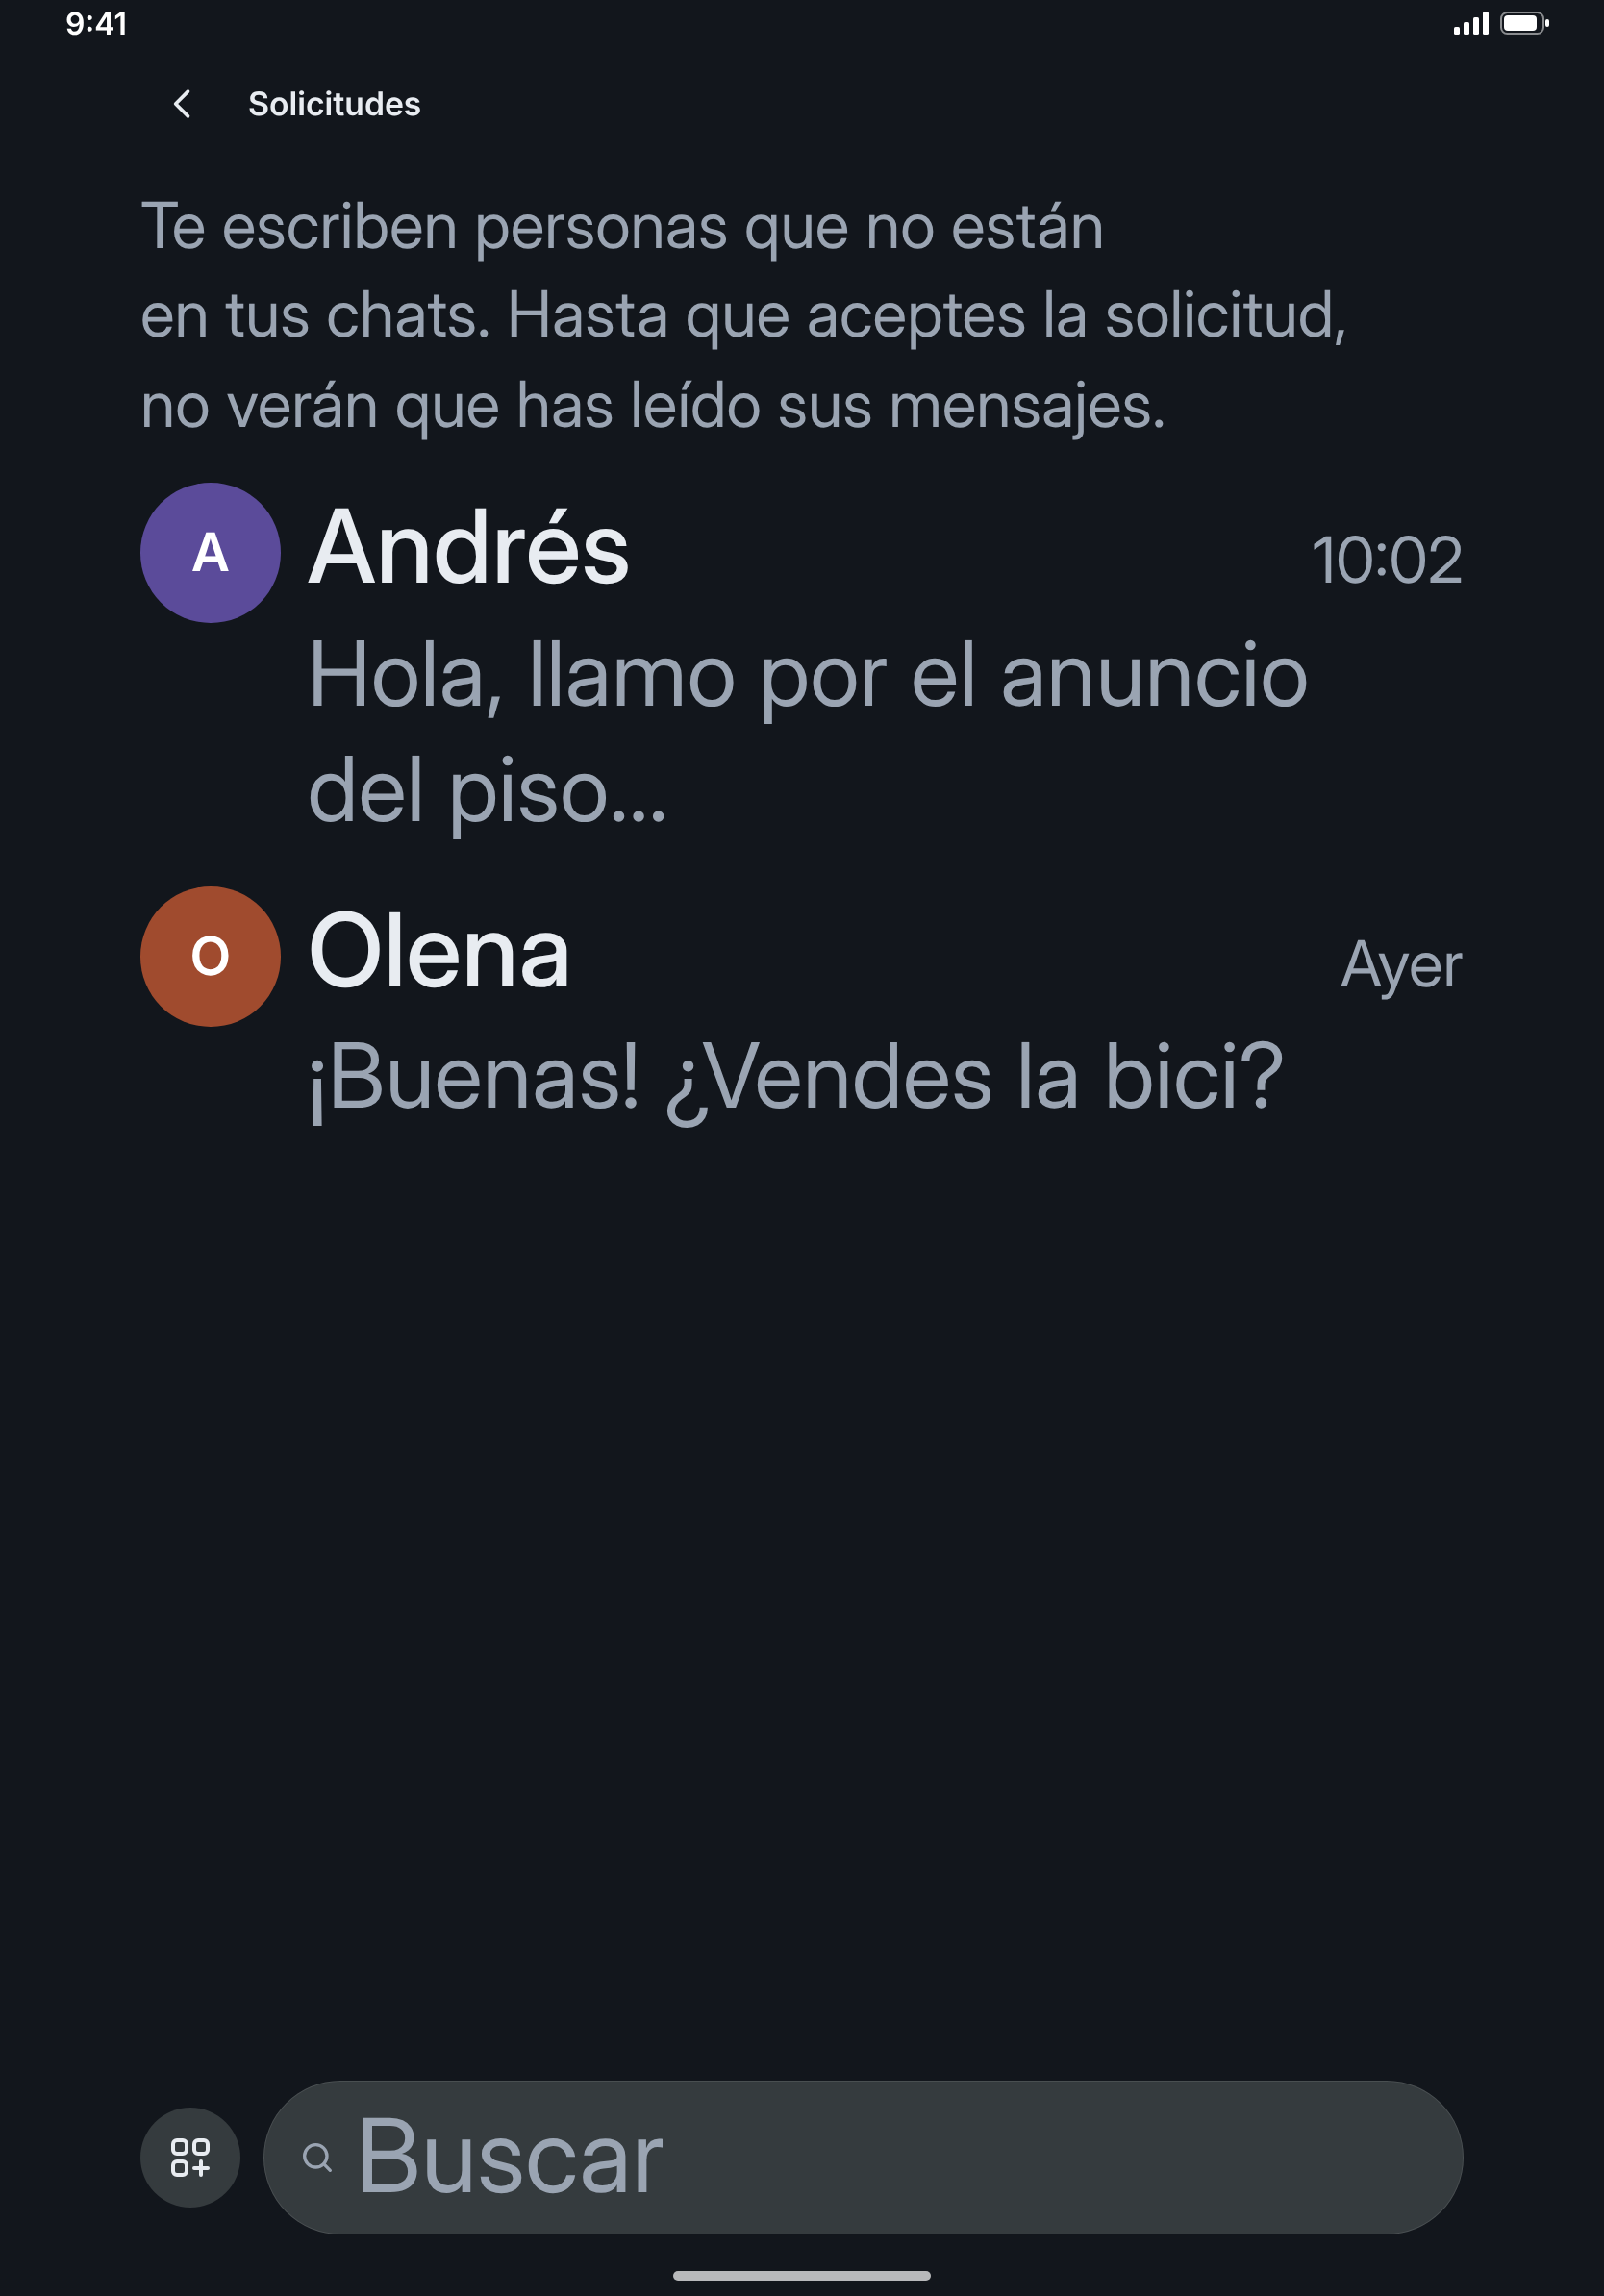 9:41
Solicitudes
Te escriben personas que no están
en tus chats. Hasta que aceptes la solicitud,
no verán que has leído sus mensajes.
A
Andrés
10:02
Hola, llamo por el anuncio
del piso...
O
Olena
Ayer
¡Buenas! ¿Vendes la bici?
Buscar